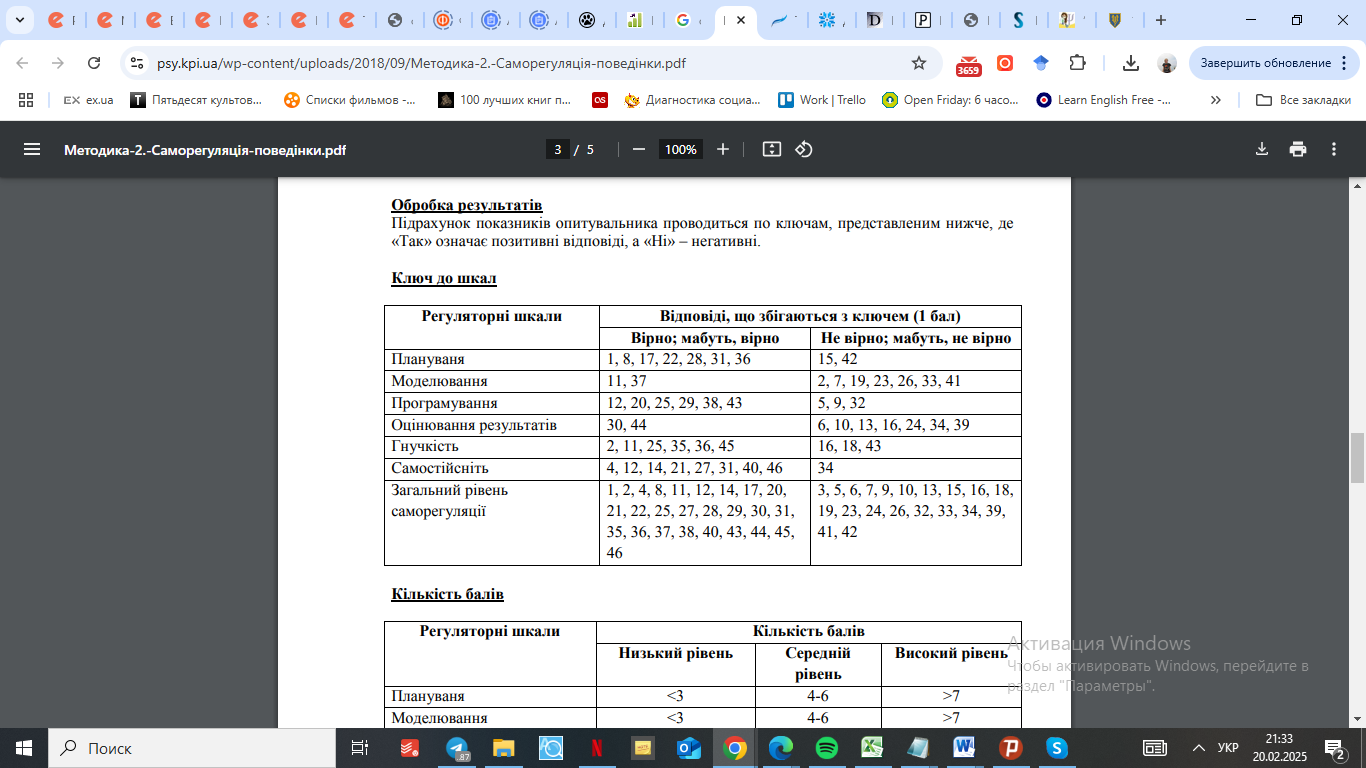 psy.kpi.ua/wp-content/uploads/2018/09/Методика-2.-Саморегуляція-поведінки.pdf
3659
Завершить обновление
ex.ua
Пятьдесят культов...
Списки фильмов -...
100 лучших книг п...
Диагностика социа...
Work | Trello
Open Friday: 6 часо...
Learn English Free -...
Все закладки
Методика-2.-Саморегуляція-поведінки.pdf
3 / 5
100%
Обробка результатів
Підрахунок показників опитувальника проводиться по ключам, представленим нижче, де
«Так» означає позитивні відповіді, а «Ні» – негативні.
Ключ до шкал
Регуляторні шкали
Відповіді, що збігаються з ключем (1 бал)
Вірно; мабуть, вірно
Не вірно; мабуть, не вірно
Плануваня
1, 8, 17, 22, 28, 31, 36
15, 42
Моделювання
11, 37
2, 7, 19, 23, 26, 33, 41
Програмування
12, 20, 25, 29, 38, 43
5, 9, 32
Оцінювання результатів
30, 44
6, 10, 13, 16, 24, 34, 39
Гнучкість
2, 11, 25, 35, 36, 45
16, 18, 43
Самостійсніть
4, 12, 14, 21, 27, 31, 40, 46
34
Загальний рівень
саморегуляції
1, 2, 4, 8, 11, 12, 14, 17, 20,
21, 22, 25, 27, 28, 29, 30, 31,
35, 36, 37, 38, 40, 43, 44, 45,
46
3, 5, 6, 7, 9, 10, 13, 15, 16, 18,
19, 23, 24, 26, 32, 33, 34, 39,
41, 42
Кількість балів
Регуляторні шкали
Кількість балів
Низький рівень
Середній
рівень
Високий рівень
Плануваня
<3
4-6
>7
Моделювання
<3
4-6
>7
Активация Windows
Чтобы активировать Windows, перейдите в
раздел "Параметры".
Поиск
87
УКР
21:33
20.02.2025
2